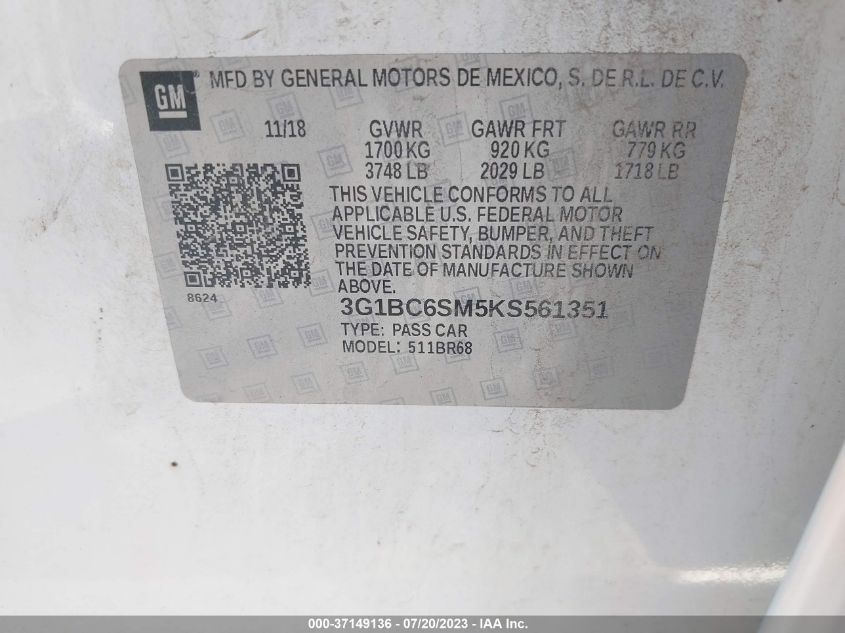 GM ® MFD BY GENERAL MOTORS DE MEXICO, S. DE R.L. DE C.V.
11/18 GVWR GAWR FRT GAWR RR
1700 KG 920 KG 779 KG
3748 LB 2029 LB 1718 LB
THIS VEHICLE CONFORMS TO ALL
APPLICABLE U.S. FEDERAL MOTOR
VEHICLE SAFETY, BUMPER, AND THEFT
PREVENTION STANDARDS IN EFFECT ON
THE DATE OF MANUFACTURE SHOWN
ABOVE.
8624
3G1BC6SM5KS561351
TYPE: PASS CAR
MODEL: 511BR68
000-37149136 - 07/20/2023 - IAA Inc.